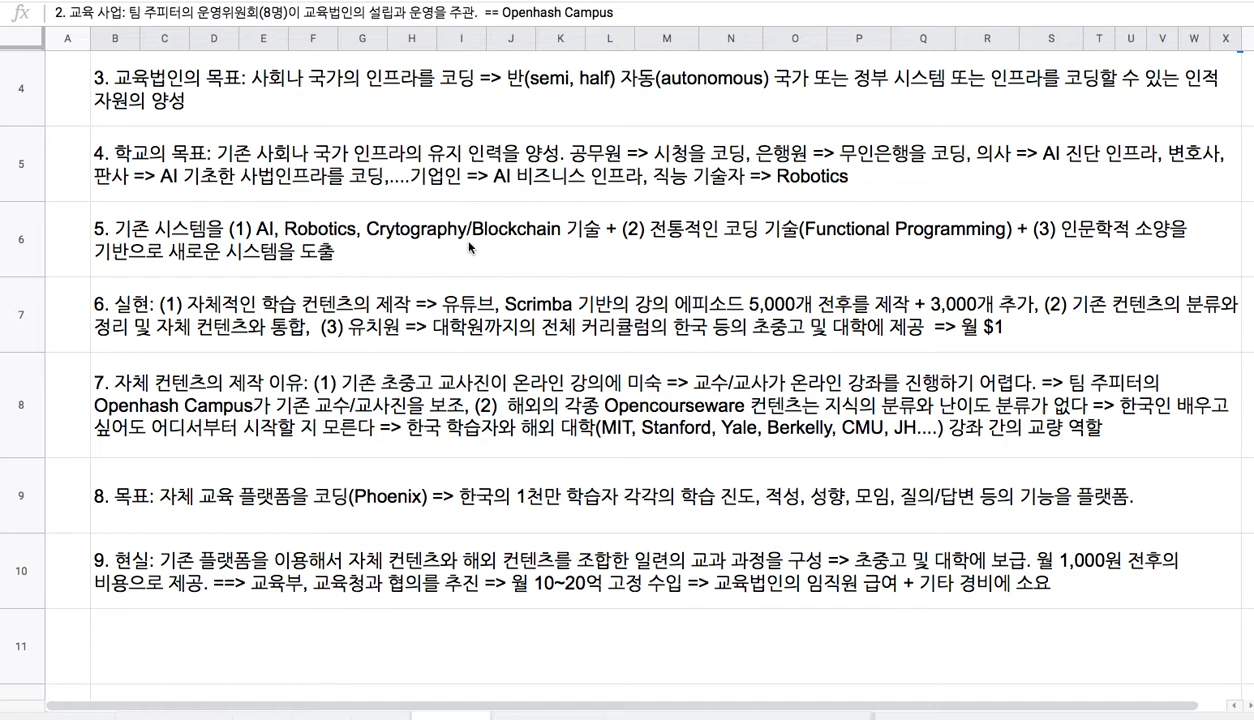 fx 2. 교육 사업: 팀 주피터의 운영위원회(8명)이 교육법인의 설립과 운영을 주관. == Openhash Campus
A B C D E F G H I J K L M N O P Q R S T U V W X
4
3. 교육법인의 목표: 사회나 국가의 인프라를 코딩 => 반(semi, half) 자동(autonomous) 국가 또는 정부 시스템 또는 인프라를 코딩할 수 있는 인적
자원의 양성
5
4. 학교의 목표: 기존 사회나 국가 인프라의 유지 인력을 양성. 공무원 => 시청을 코딩, 은행원 => 무인은행을 코딩, 의사 => AI 진단 인프라, 변호사,
판사 => AI 기초한 사법인프라를 코딩,....기업인 => AI 비즈니스 인프라, 직능 기술자 => Robotics
6
5. 기존 시스템을 (1) AI, Robotics, Crytography/Blockchain 기술 + (2) 전통적인 코딩 기술(Functional Programming) + (3) 인문학적 소양을
기반으로 새로운 시스템을 도출
7
6. 실현: (1) 자체적인 학습 컨텐츠의 제작 => 유튜브, Scrimba 기반의 강의 에피소드 5,000개 전후를 제작 + 3,000개 추가, (2) 기존 컨텐츠의 분류와
정리 및 자체 컨텐츠와 통합, (3) 유치원 => 대학원까지의 전체 커리큘럼의 한국 등의 초중고 및 대학에 제공 => 월 $1
8
7. 자체 컨텐츠의 제작 이유: (1) 기존 초중고 교사진이 온라인 강의에 미숙 => 교수/교사가 온라인 강좌를 진행하기 어렵다. => 팀 주피터의
Openhash Campus가 기존 교수/교사진을 보조, (2) 해외의 각종 Opencourseware 컨텐츠는 지식의 분류와 난이도 분류가 없다 => 한국인 배우고
싶어도 어디서부터 시작할 지 모른다 => 한국 학습자와 해외 대학(MIT, Stanford, Yale, Berkelly, CMU, JH....) 강좌 간의 교량 역할
9
8. 목표: 자체 교육 플랫폼을 코딩(Phoenix) => 한국의 1천만 학습자 각각의 학습 진도, 적성, 성향, 모임, 질의/답변 등의 기능을 플랫폼.
10
9. 현실: 기존 플랫폼을 이용해서 자체 컨텐츠와 해외 컨텐츠를 조합한 일련의 교과 과정을 구성 => 초중고 및 대학에 보급. 월 1,000원 전후의
비용으로 제공. ==> 교육부, 교육청과 협의를 추진 => 월 10~20억 고정 수입 => 교육법인의 임직원 급여 + 기타 경비에 소요
11